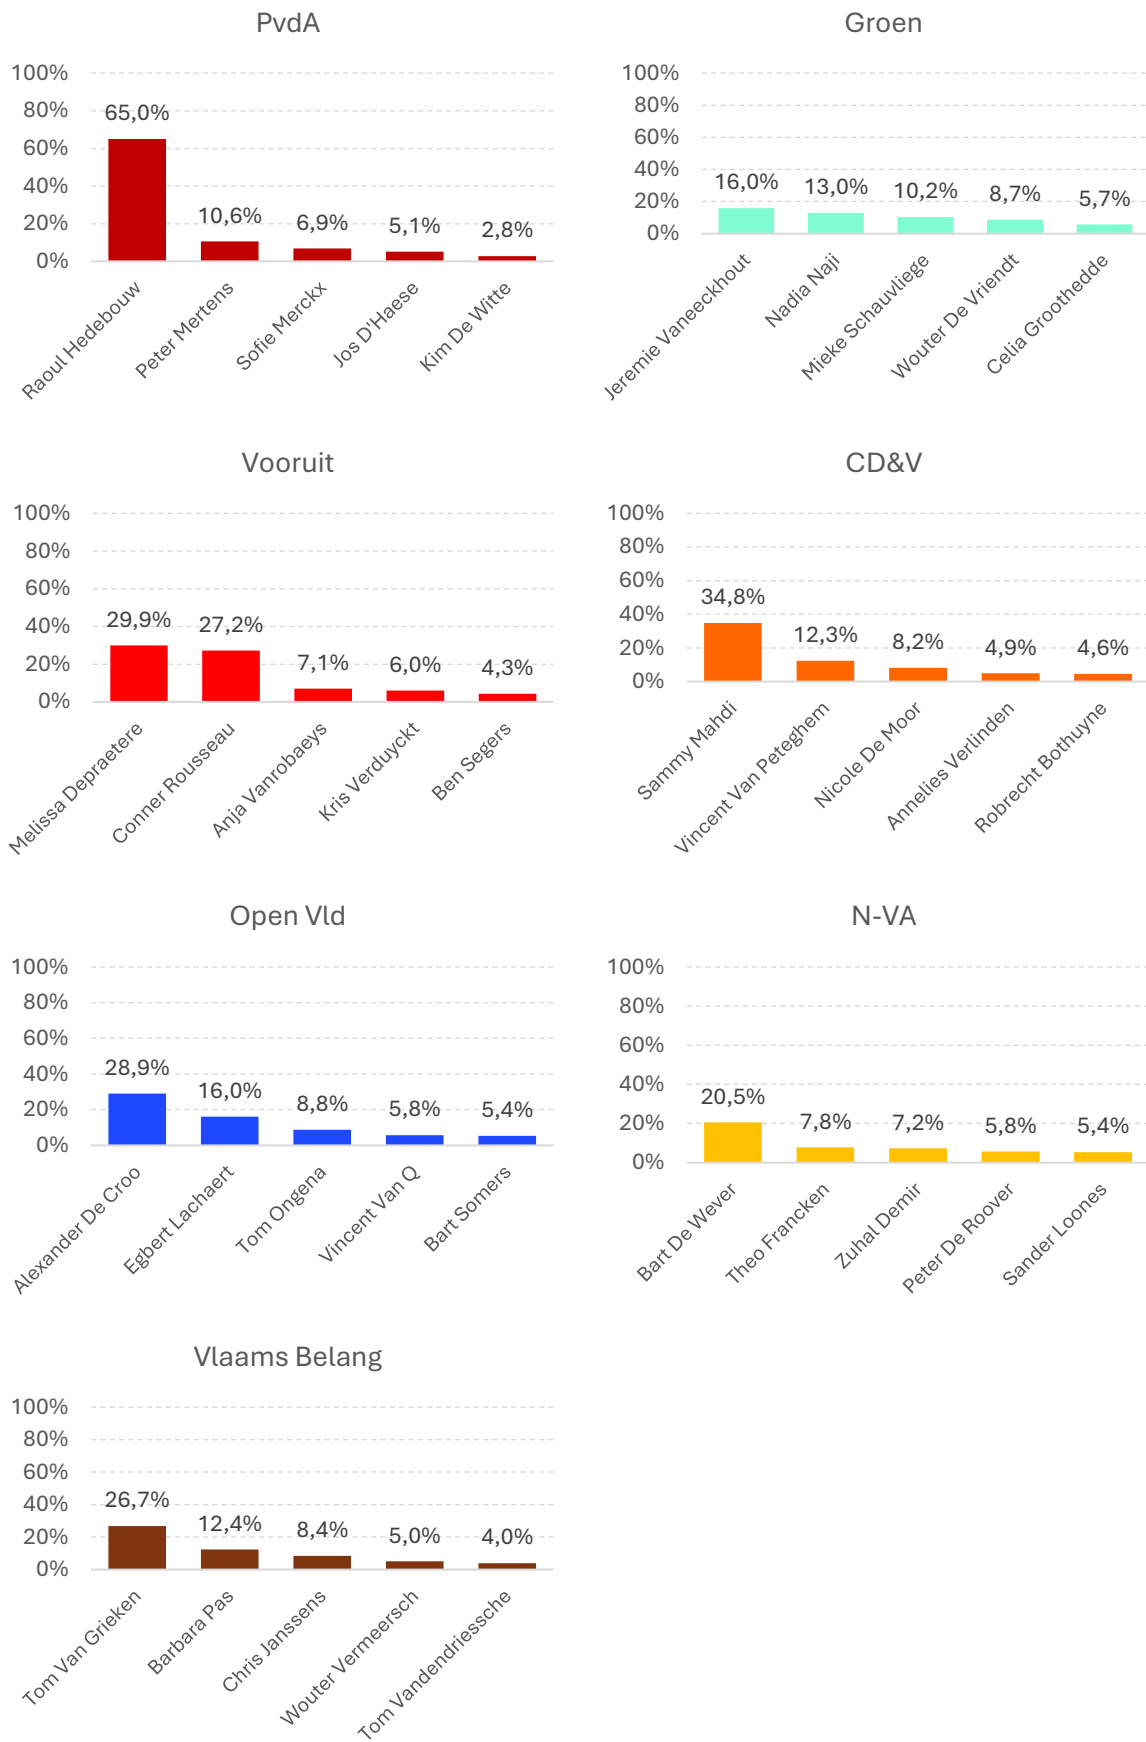 PvdA
100%
80%
60%
40%
20%
0%
65,0%
10,6%
6,9%
5,1%
2,8%
Raoul Hedebouw
Peter Mertens
Sofie Merckx
Jos D'Haese
Kim De Witte
Groen
100%
80%
60%
40%
20%
0%
16,0%
13,0%
10,2%
8,7%
5,7%
Jeremie Vaneeckhout
Nadia Naji
Mieke Schauvliege
Wouter De Vriendt
Celia Groothedde
Vooruit
100%
80%
60%
40%
20%
0%
29,9%
27,2%
7,1%
6,0%
4,3%
Melissa Depraetere
Conner Rousseau
Anja Vanrobaeys
Kris Verduyckt
Ben Segers
CD&V
100%
80%
60%
40%
20%
0%
34,8%
12,3%
8,2%
4,9%
4,6%
Sammy Mahdi
Vincent Van Peteghem
Nicole De Moor
Annelies Verlinden
Robrecht Bothuyne
Open Vld
100%
80%
60%
40%
20%
0%
28,9%
16,0%
8,8%
5,8%
5,4%
Alexander De Croo
Egbert Lachaert
Tom Ongena
Vincent Van Q
Bart Somers
N-VA
100%
80%
60%
40%
20%
0%
20,5%
7,8%
7,2%
5,8%
5,4%
Bart De Wever
Theo Francken
Zuhal Demir
Peter De Roover
Sander Loones
Vlaams Belang
100%
80%
60%
40%
20%
0%
26,7%
12,4%
8,4%
5,0%
4,0%
Tom Van Grieken
Barbara Pas
Chris Janssens
Wouter Vermeersch
Tom Vandendriessche